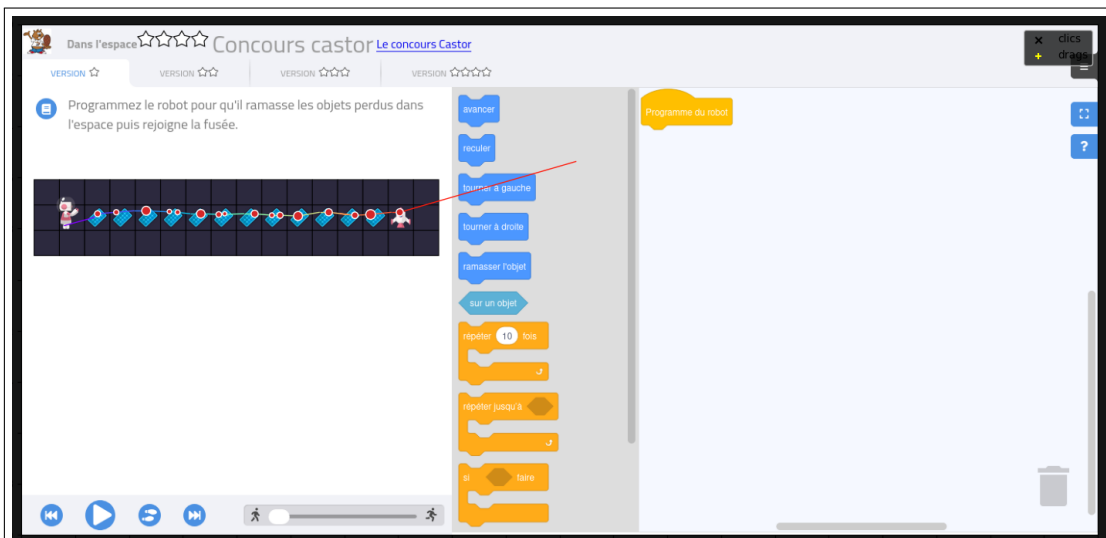 Dans l'espace Concours castor Le concours Castor
clics
drags
VERSION
VERSION
VERSION
VERSION
Programmez le robot pour qu'il ramasse les objets perdus dans
l'espace puis rejoigne la fusée.
avancer
reculer
tourner à gauche
tourner à droite
ramasser l'objet
sur un objet
répéter 10 fois
répéter jusqu'à
si faire
Programme du robot
?